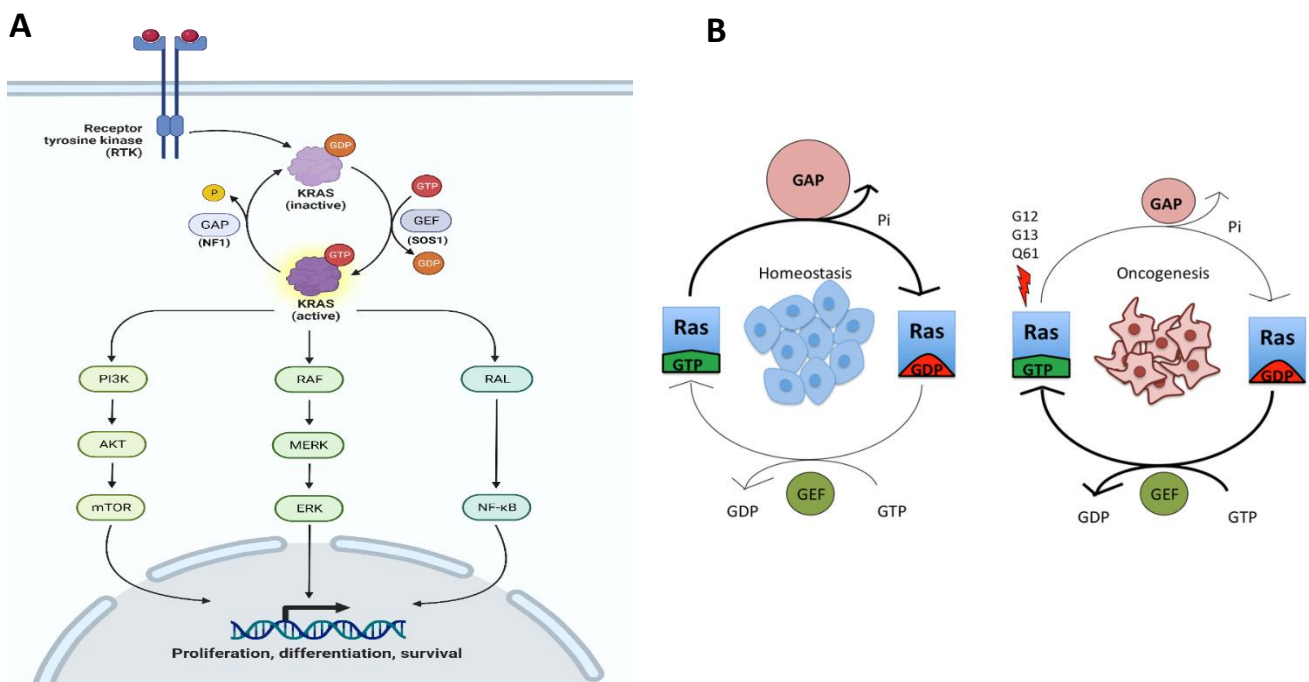 A
Receptor
tyrosine kinase
(RTK)
GDP
KRAS
(inactive)
P
GTP
GAP
(NF1)
GEF
(SOS1)
GTP
GDP
KRAS
(active)
PI3K
RAF
RAL
AKT
MERK
mTOR
ERK
NF-κB
Proliferation, differentiation, survival
B
GAP
Pi
Homeostasis
Ras
GTP
Ras
GDP
GEF
GDP
GTP
GAP
G12
G13
Q61
Pi
Oncogenesis
Ras
GTP
Ras
GDP
GEF
GDP
GTP